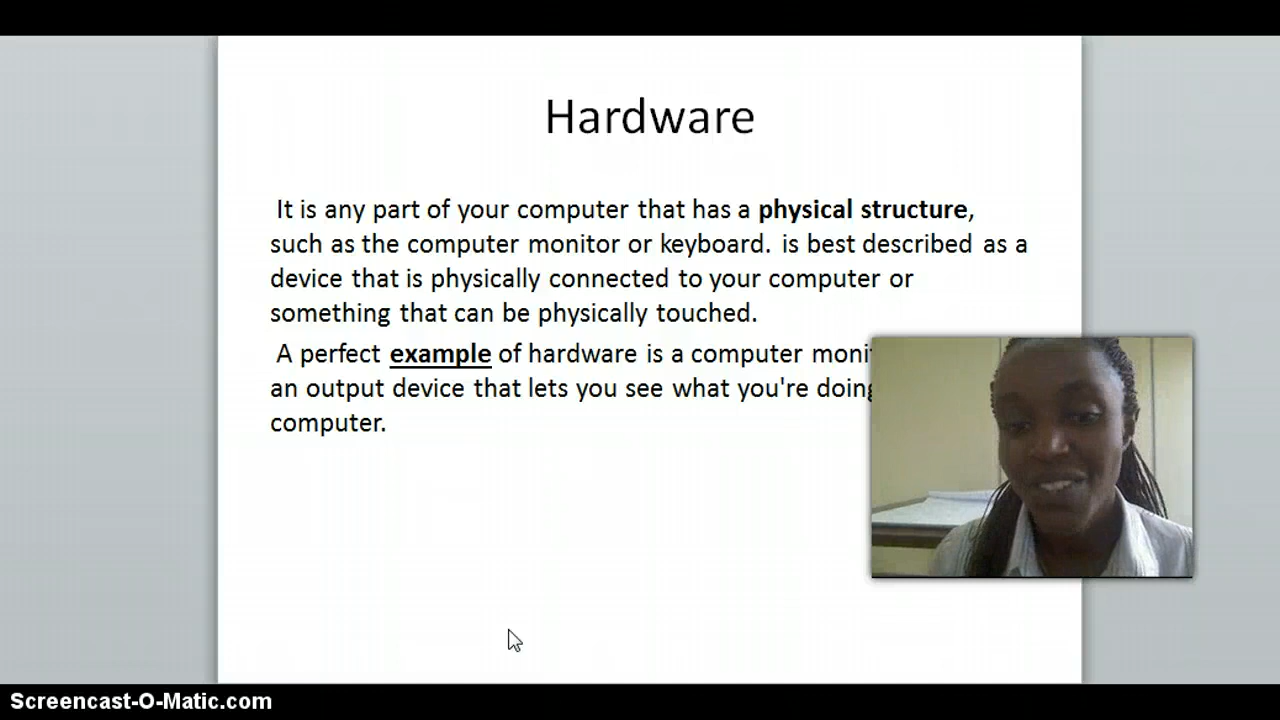 Hardware
It is any part of your computer that has a physical structure,
such as the computer monitor or keyboard. is best described as a
device that is physically connected to your computer or
something that can be physically touched.
A perfect example of hardware is a computer
an output device that lets you see what you're doing
computer.
Screencast-O-Matic.com